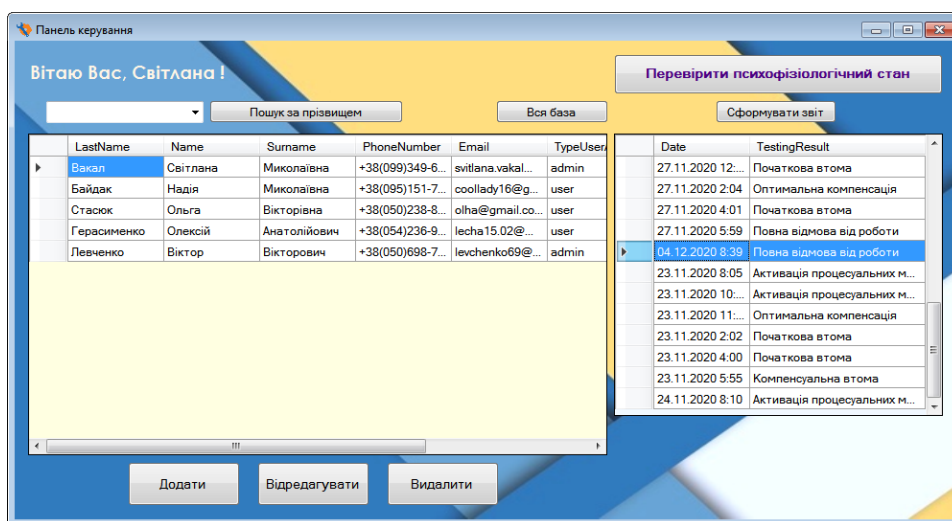 Панель керування
Вітаю Вас, Світлана !
Перевірити психофізіологічний стан
Пошук за прізвищем Вся база Сформувати звіт
LastName Name Surname PhoneNumber Email TypeUser
Вакал Світлана Миколаївна +38(099)349-6... svitlana.vakal... admin
Байдак Надія Миколаївна +38(095)151-7... coollady16@g... user
Стасюк Ольга Вікторівна +38(050)238-8... olha@gmail.co... user
Герасименко Олексій Анатолійович +38(054)236-9... lecha15.02@... user
Левченко Віктор Вікторович +38(050)698-7... levchenko69@... admin
Date TestingResult
27.11.2020 12:... Початкова втома
27.11.2020 2:04 Оптимальна компенсація
27.11.2020 4:01 Початкова втома
27.11.2020 5:59 Повна відмова від роботи
04.12.2020 8:39 Повна відмова від роботи
23.11.2020 8:05 Активація процесуальних м...
23.11.2020 10:... Активація процесуальних м...
23.11.2020 11:... Оптимальна компенсація
23.11.2020 2:02 Початкова втома
23.11.2020 4:00 Початкова втома
23.11.2020 5:55 Компенсуальна втома
24.11.2020 8:10 Активація процесуальних м...
Додати Відредагувати Видалити